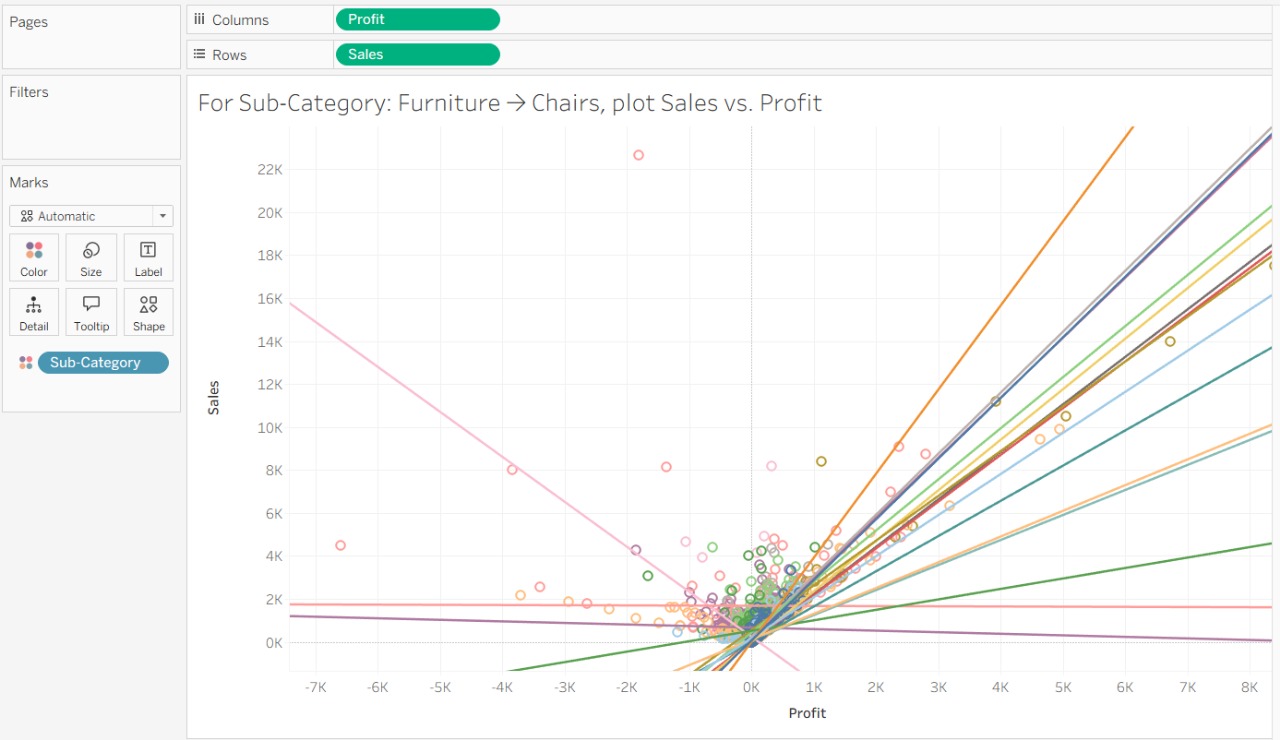 Pages
Columns
Profit
Rows
Sales
Filters
Marks
Automatic
Color
Size
Label
Detail
Tooltip
Shape
Sub-Category
For Sub-Category: Furniture → Chairs, plot Sales vs. Profit
22K
20K
18K
16K
14K
12K
10K
8K
6K
4K
2K
0K
Sales
-7K -6K -5K -4K -3K -2K -1K 0K 1K 2K 3K 4K 5K 6K 7K 8K
Profit